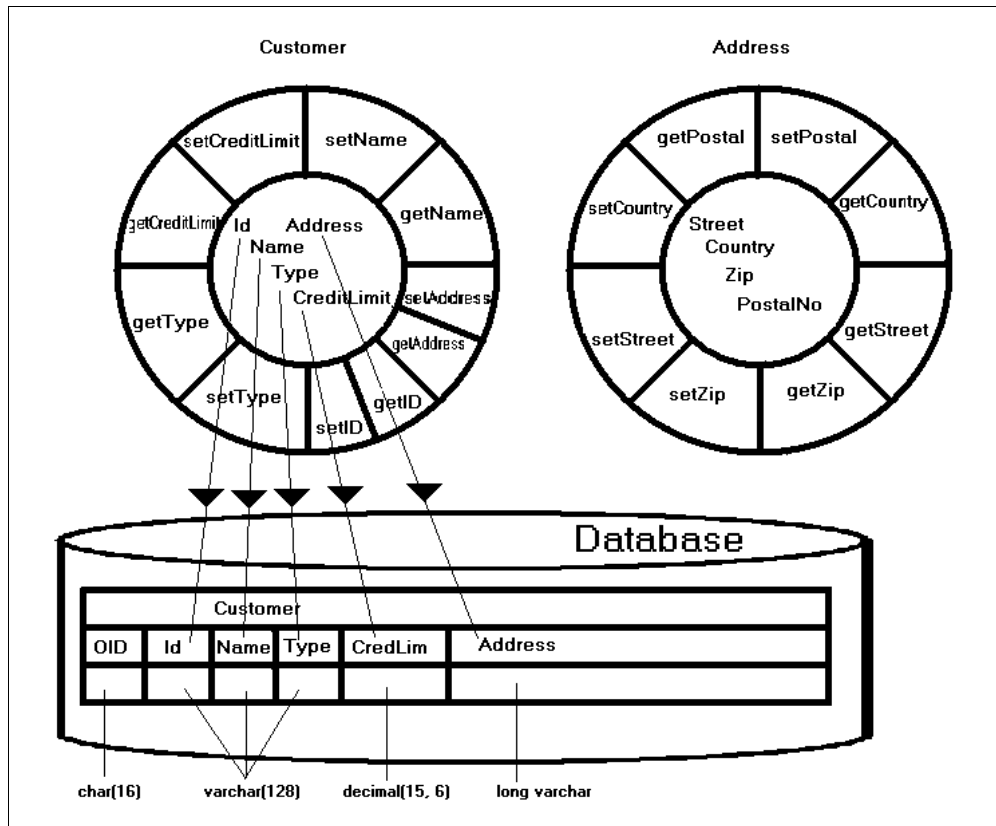 Customer
Address
setCreditLimit
setName
getCreditLimit
getName
Id
Address
Name
Type
CreditLimit
setAddress
getAddress
getType
setType
setID
getID
getPostal
setPostal
setCountry
getCountry
Street
Country
Zip
PostalNo
setStreet
getStreet
setZip
getZip
Database
Customer
OID Id Name Type CredLim Address
char(16) varchar(128) decimal(15, 6) long varchar